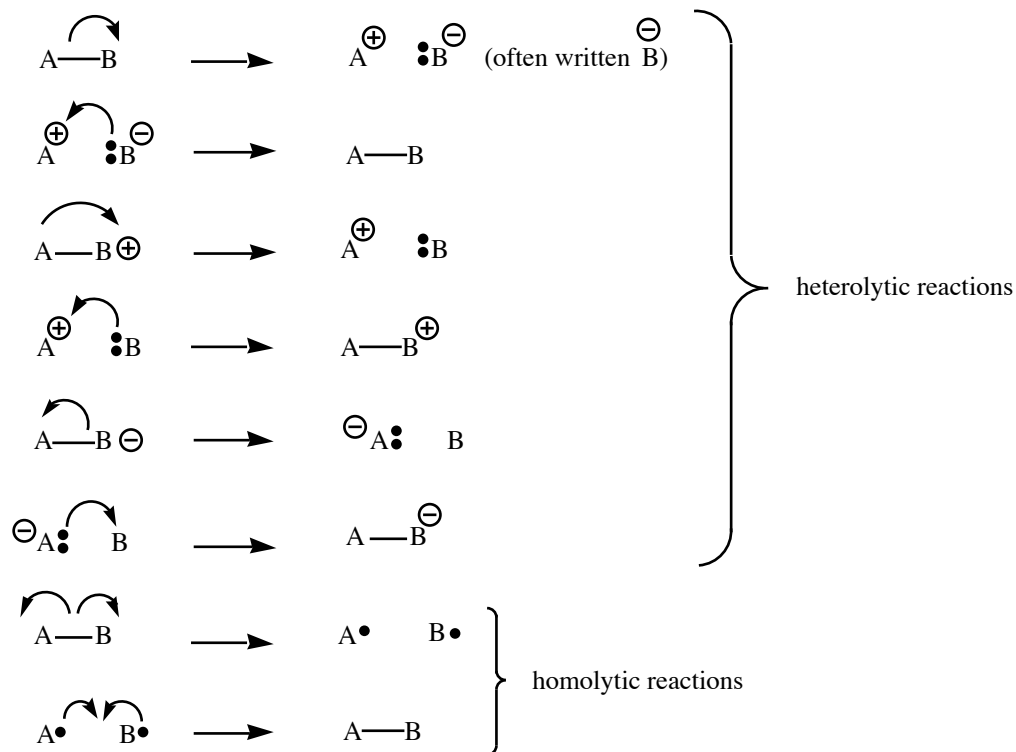 A—B → A⊕ :B⊖ (often written B⊖)
A⊕ :B⊖ → A—B
A—B⊕ → A⊕ :B
A⊕ :B → A—B⊕
heterolytic reactions
A—B⊖ → ⊖A: B
⊖A: B → A—B⊖
A—B → A• B•
homolytic reactions
A• B• → A—B